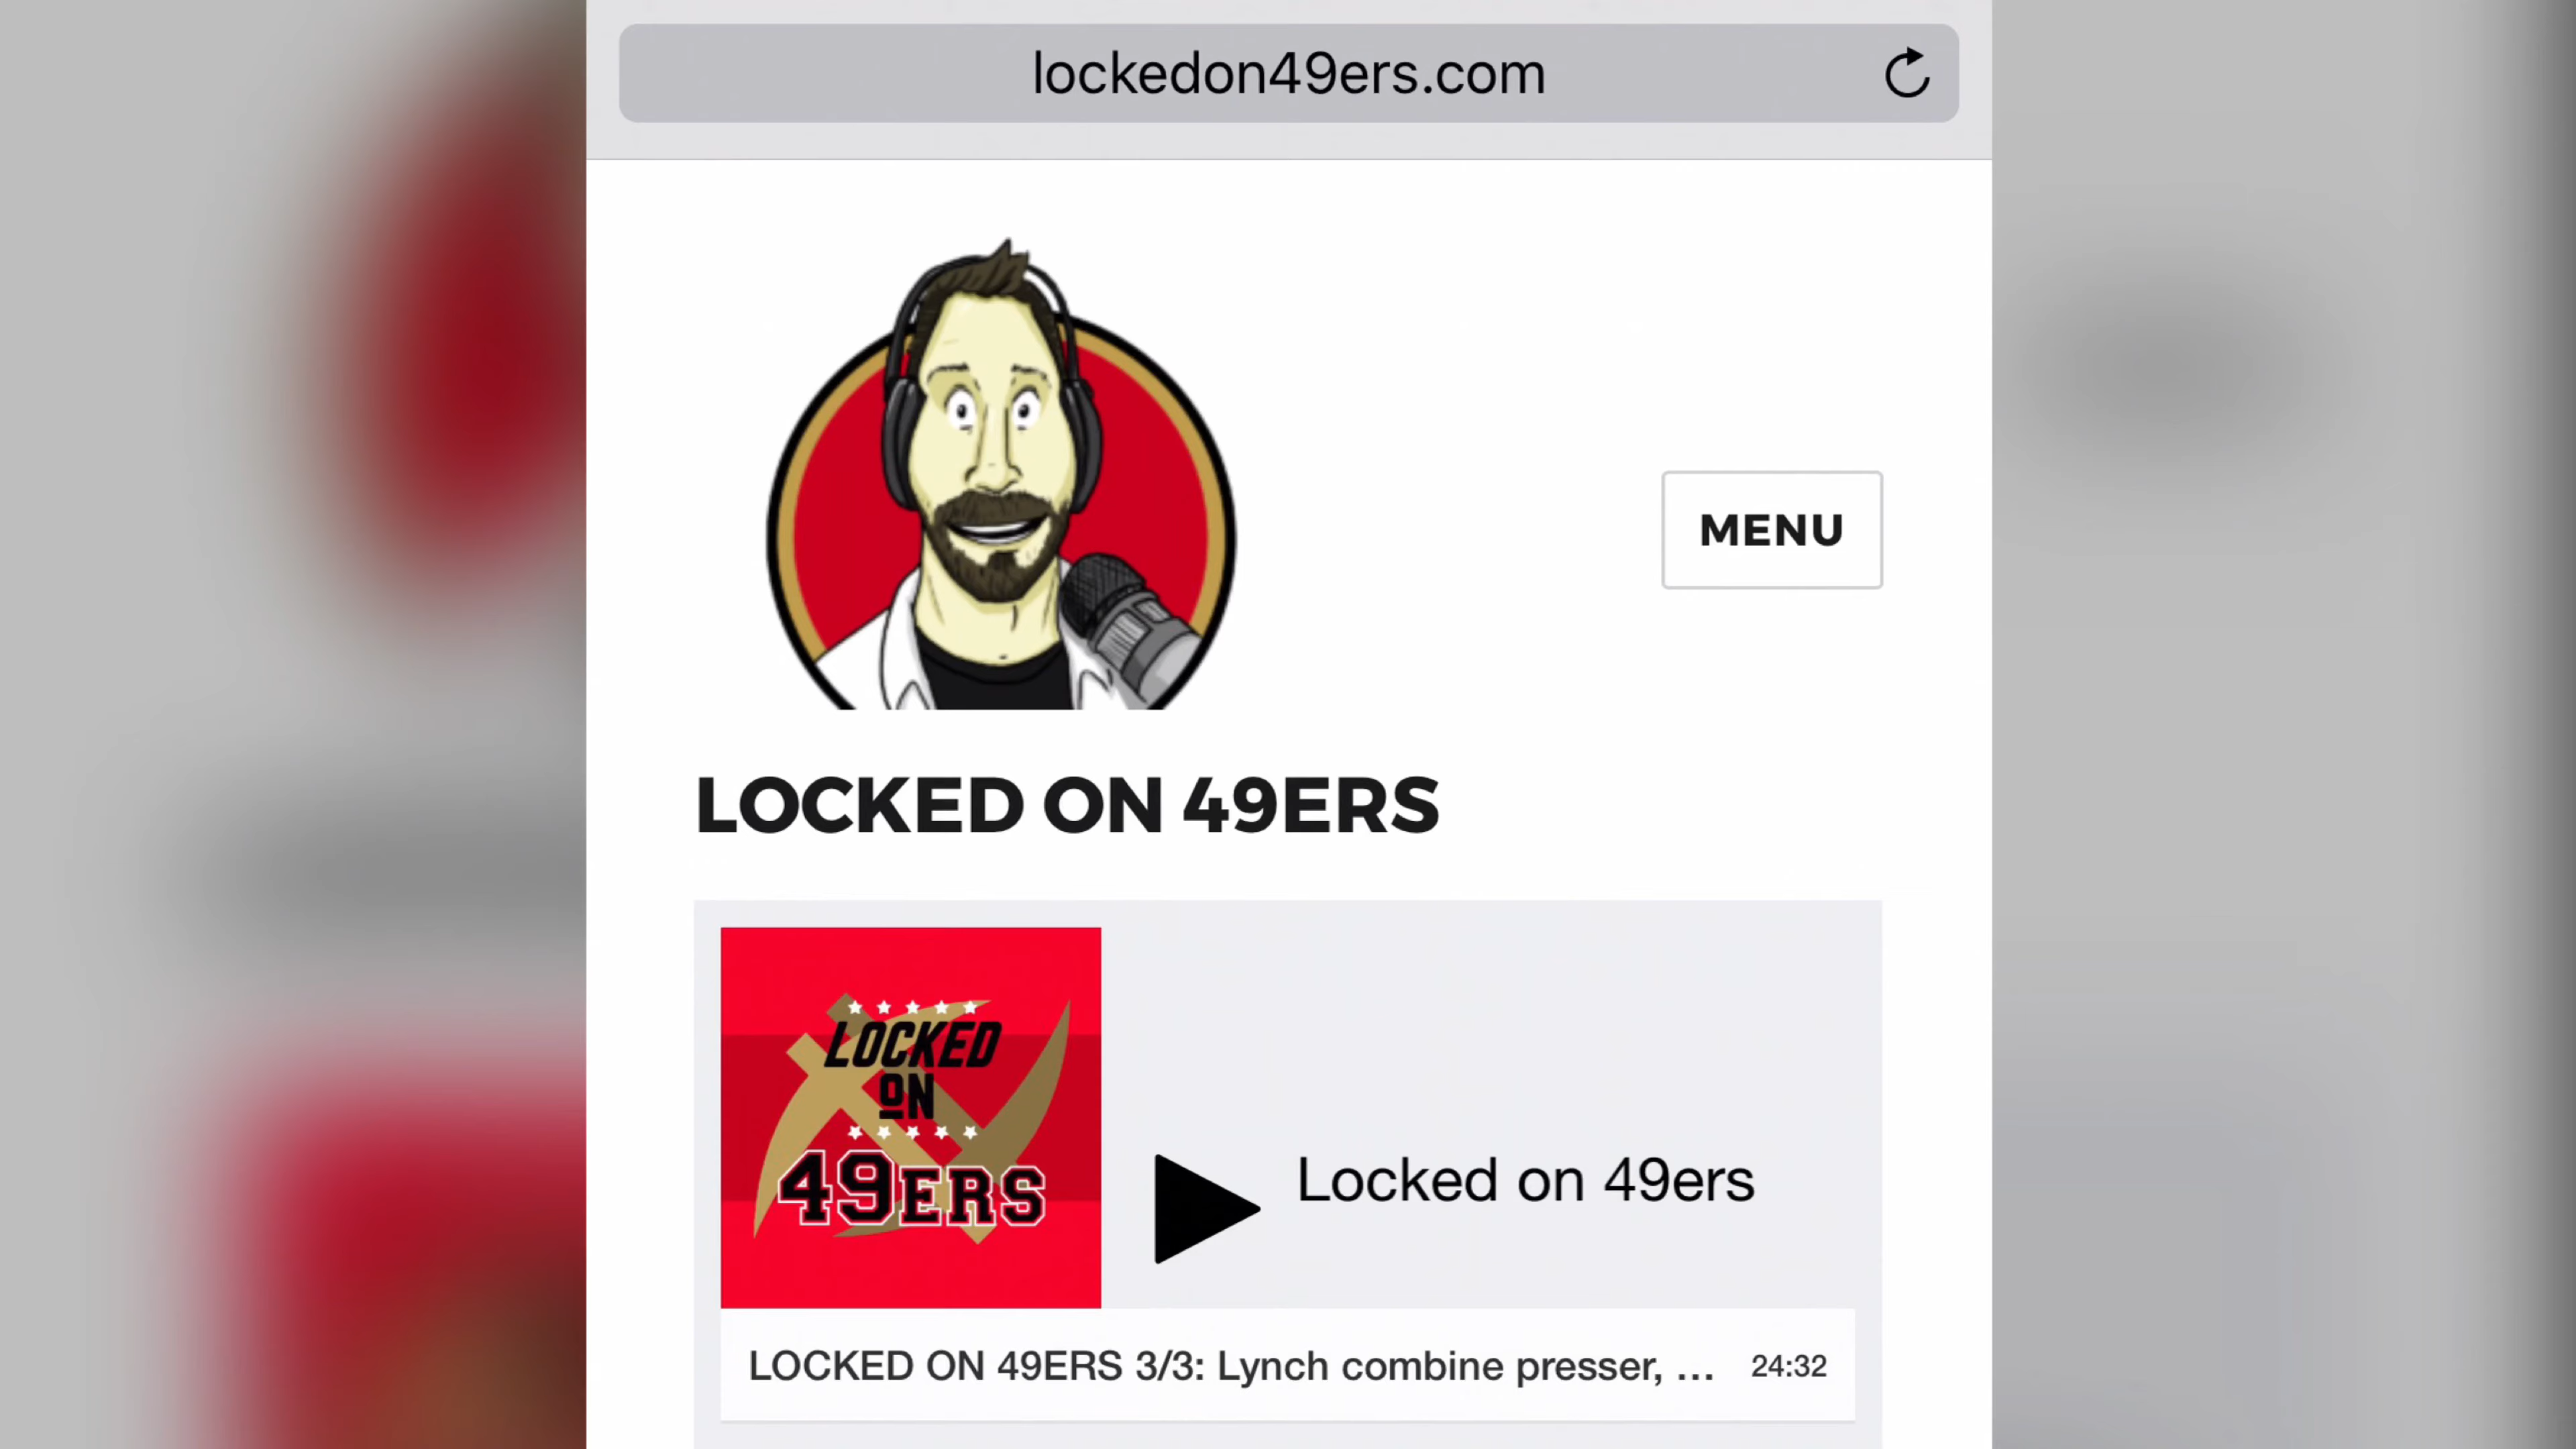 lockedon49ers.com
MENU
LOCKED ON 49ERS
LOCKED
ON
49ERS
Locked on 49ers
LOCKED ON 49ERS 3/3: Lynch combine presser, ... 24:32